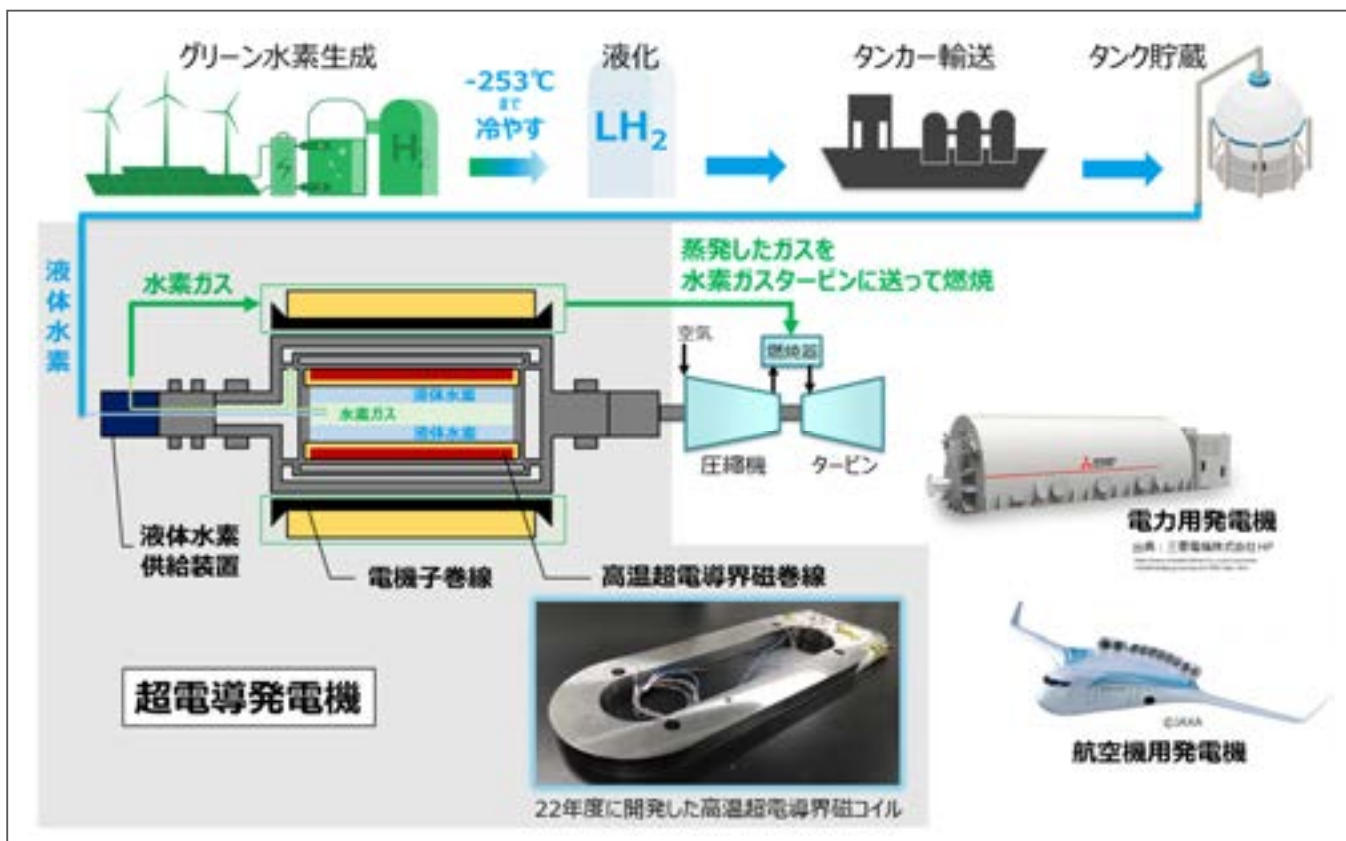 グリーン水素生成
液化
タンカー輸送
タンク貯蔵
-253℃
まで
冷やす
H
LH₂
液体水素
水素ガス
蒸発したガスを
水素ガスタービンに送って燃焼
空気
燃焼器
液体水素
水素ガス
液体水素
圧縮機
タービン
液体水素
供給装置
電機子巻線
高温超電導界磁巻線
電力用発電機
出典：三菱電機株式会社HP
超電導発電機
©JAXA
航空機用発電機
22年度に開発した高温超電導界磁コイル